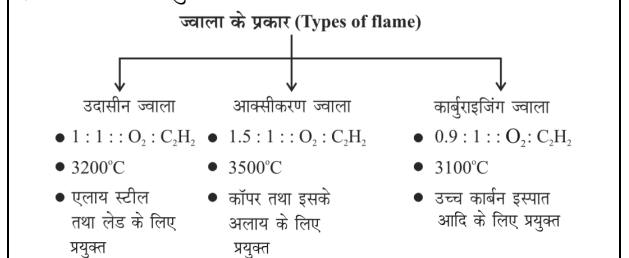 ज्वाला के प्रकार (Types of flame)
उदासीन ज्वाला
● 1 : 1 : : O₂ : C₂H₂
● 3200°C
● एलाय स्टील
तथा लेड के लिए
प्रयुक्त
आक्सीकरण ज्वाला
● 1.5 : 1 : : O₂ : C₂H₂
● 3500°C
● कॉपर तथा इसके
अलाय के लिए
प्रयुक्त
कार्बुराइजिंग ज्वाला
● 0.9 : 1 : : O₂ : C₂H₂
● 3100°C
● उच्च कार्बन इस्पात
आदि के लिए प्रयुक्त